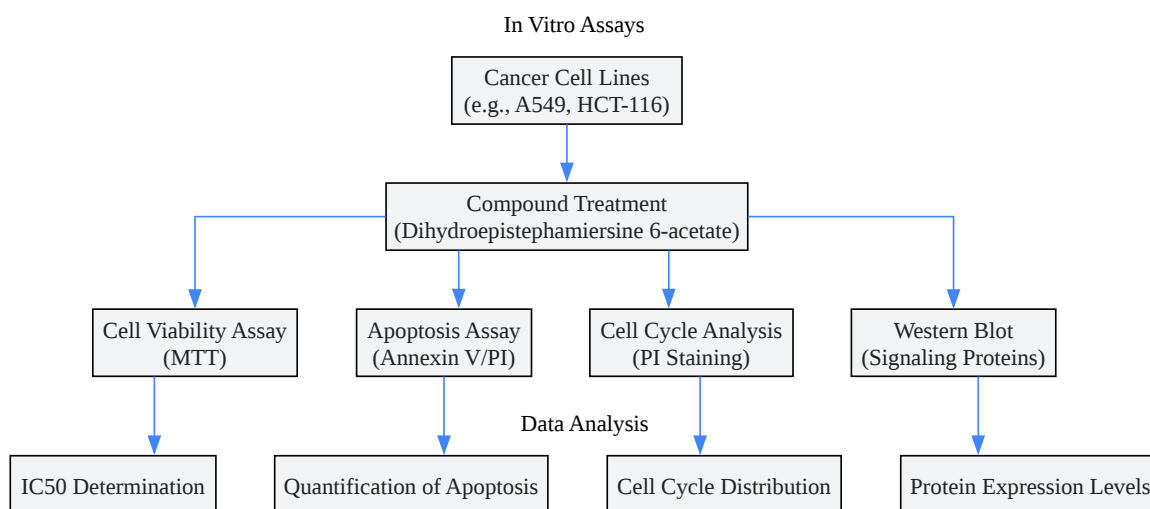 In Vitro Assays
Cancer Cell Lines
(e.g., A549, HCT-116)
Compound Treatment
(Dihydroepistephamiersine 6-acetate)
Cell Viability Assay
(MTT)
Apoptosis Assay
(Annexin V/PI)
Cell Cycle Analysis
(PI Staining)
Western Blot
(Signaling Proteins)
Data Analysis
IC50 Determination
Quantification of Apoptosis
Cell Cycle Distribution
Protein Expression Levels